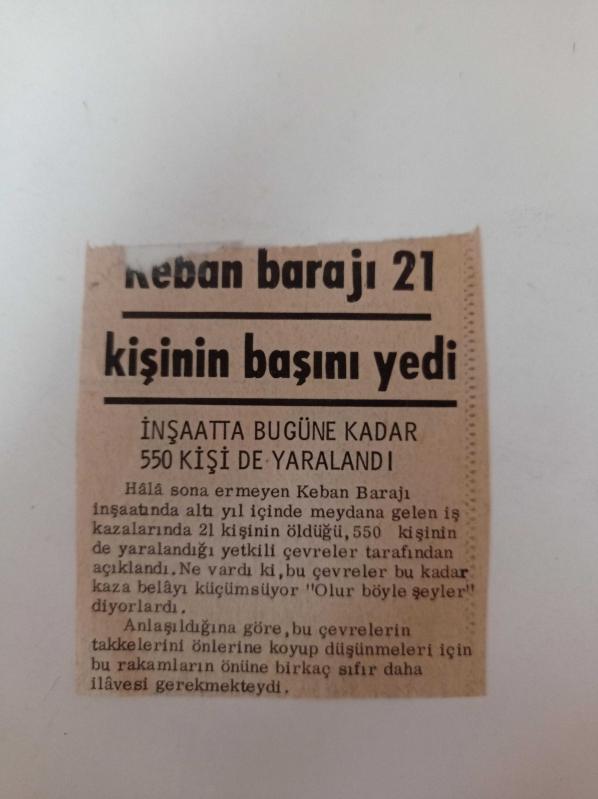 Keban barajı 21
kişinin başını yedi
İNŞAATTA BUGÜNE KADAR
550 KİŞİ DE YARALANDI
Hâlâ sona ermeyen Keban Barajı
inşaatında altı yıl içinde meydana gelen iş
kazalarında 21 kişinin öldüğü,550 kişinin
de yaralandığı yetkili çevreler tarafından
açıklandı.Ne vardı ki,bu çevreler bu kadar
kaza belâyı küçümsüyor "Olur böyle şeyler"
diyorlardı.
Anlaşıldığına göre,bu çevrelerin
takkelerini önlerine koyup düşünmeleri için
bu rakamların önüne birkaç sıfır daha
ilâvesi gerekmekteydi.